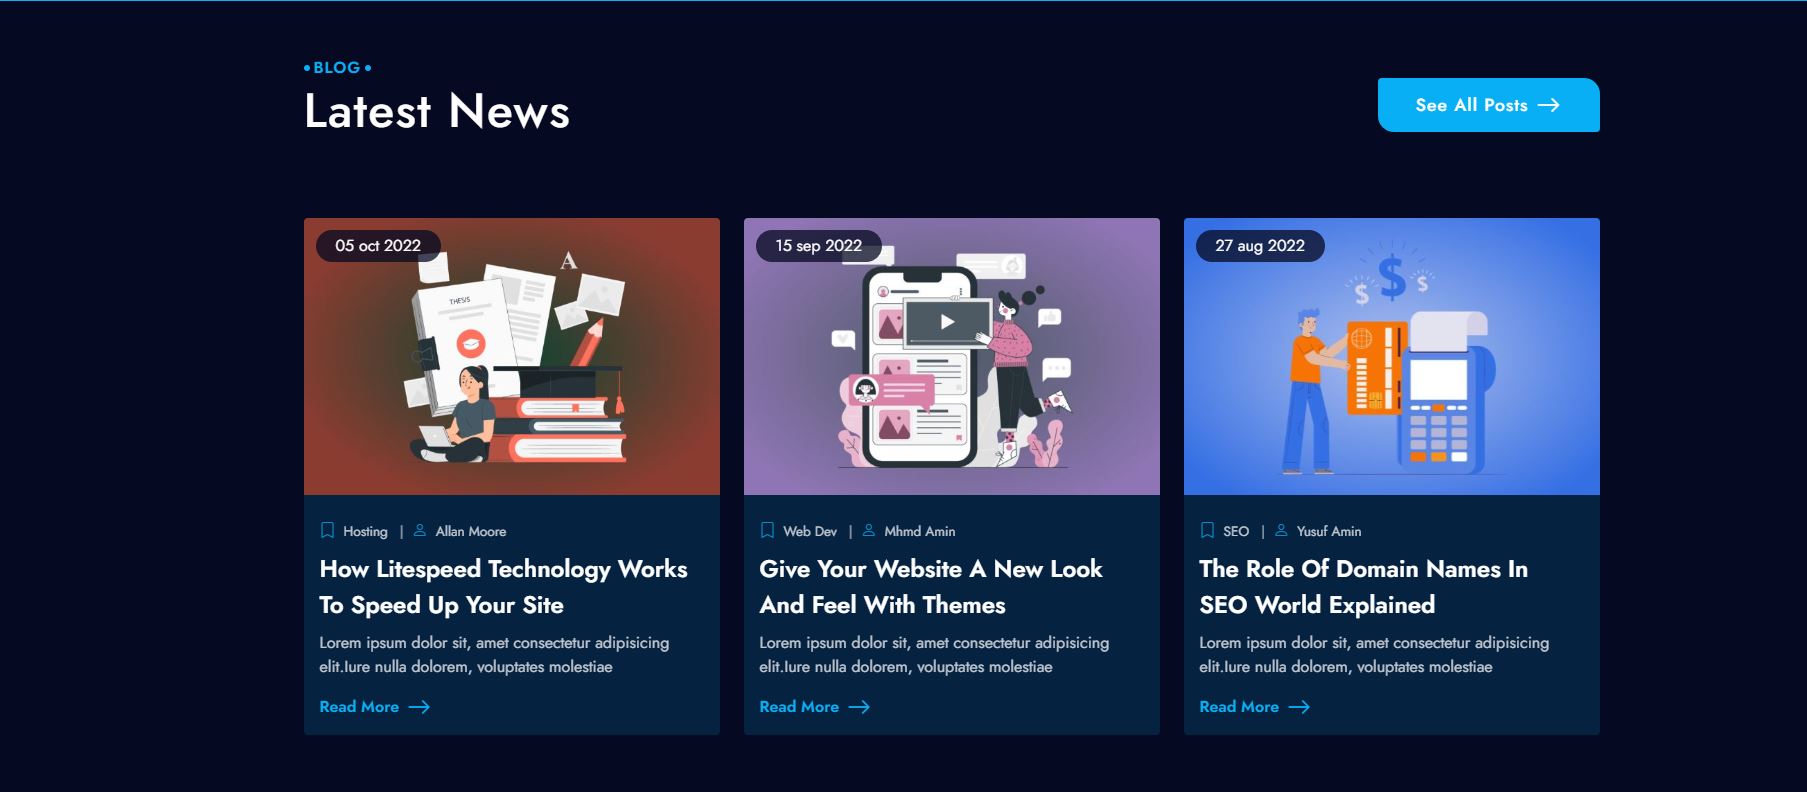 BLOG
Latest News
See All Posts
05 oct 2022
A
THESIS
Hosting | Allan Moore
How Litespeed Technology Works
To Speed Up Your Site
Lorem ipsum dolor sit, amet consectetur adipisicing
elit.Iure nulla dolorem, voluptates molestiae
Read More
15 sep 2022
Web Dev | Mhmd Amin
Give Your Website A New Look
And Feel With Themes
Lorem ipsum dolor sit, amet consectetur adipisicing
elit.Iure nulla dolorem, voluptates molestiae
Read More
27 aug 2022
$ $ $
SEO | Yusuf Amin
The Role Of Domain Names In
SEO World Explained
Lorem ipsum dolor sit, amet consectetur adipisicing
elit.Iure nulla dolorem, voluptates molestiae
Read More